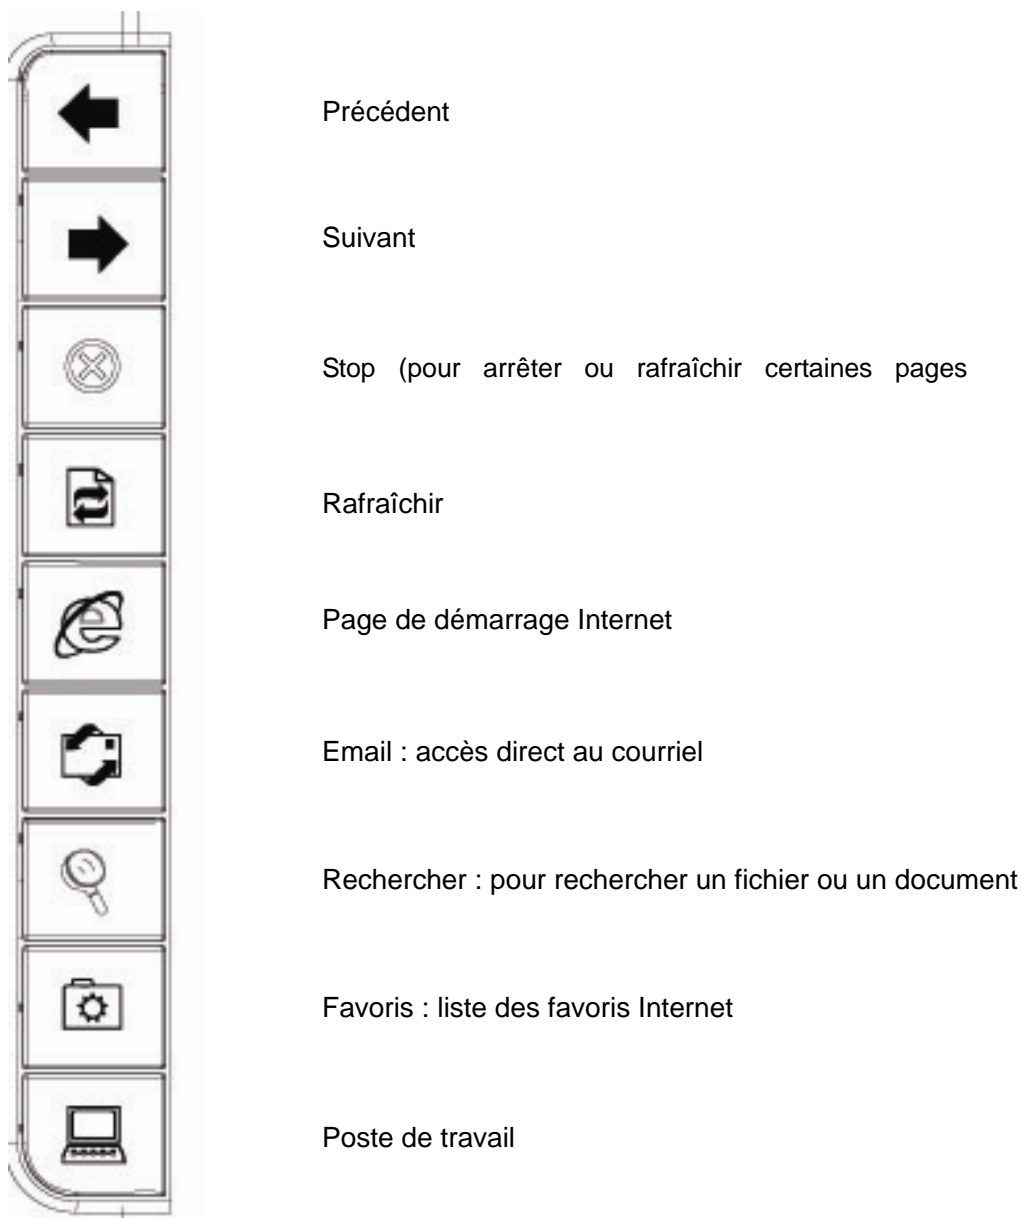 Précédent
Suivant
Stop (pour arrêter ou rafraîchir certaines pages
Rafraîchir
Page de démarrage Internet
Email : accès direct au courriel
Rechercher : pour rechercher un fichier ou un document
Favoris : liste des favoris Internet
Poste de travail